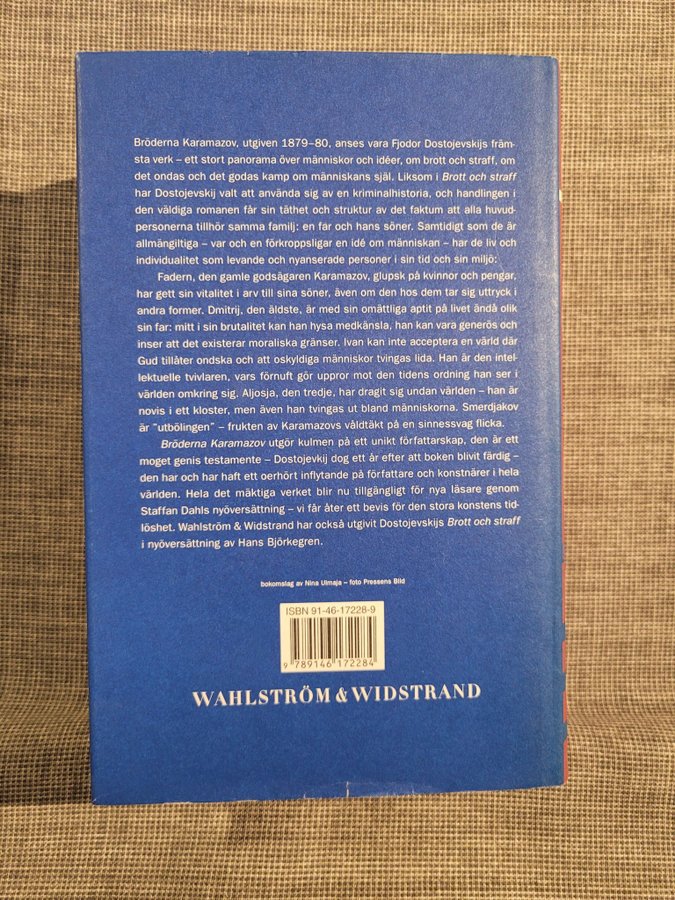 Bröderna Karamazov, utgiven 1879–80, anses vara Fjodor Dostojevskijs främ-
sta verk – ett stort panorama över människor och idéer, om brott och straff, om
det ondas och det godas kamp om människans själ. Liksom i Brott och straff
har Dostojevskij valt att använda sig av en kriminalhistoria, och handlingen i
den väldiga romanen får sin täthet och struktur av det faktum att alla huvud-
personerna tillhör samma familj: en far och hans söner. Samtidigt som de är
allmängiltiga – var och en förkroppsligar en idé om människan – har de liv och
individualitet som levande och nyanserade personer i sin tid och sin miljö:
Fadern, den gamle godsägaren Karamazov, glupsk på kvinnor och pengar,
har gett sin vitalitet i arv till sina söner, även om den hos dem tar sig uttryck i
andra former. Dmitrij, den äldste, är med sin omättliga aptit på livet ändå olik
sin far: mitt i sin brutalitet kan han hysa medkänsla, han kan vara generös och
inser att det existerar moraliska gränser. Ivan kan inte acceptera en värld där
Gud tillåter ondska och att oskyldiga människor tvingas lida. Han är den intel-
lektuelle tvivlaren, vars förnuft gör uppror mot den tidens ordning han ser i
världen omkring sig. Aljosja, den tredje, har dragit sig undan världen – han är
novis i ett kloster, men även han tvingas ut bland människorna. Smerdjakov
är ”utbölingen” – frukten av Karamazovs våldtäkt på en sinnessvag flicka.
Bröderna Karamazov utgör kulmen på ett unikt författarskap, den är ett
moget genis testamente – Dostojevkij dog ett år efter att boken blivit färdig –
den har och har haft ett oerhört inflytande på författare och konstnärer i hela
världen. Hela det mäktiga verket blir nu tillgängligt för nya läsare genom
Staffan Dahls nyöversättning – vi får åter ett bevis för den stora konstens tid-
löshet. Wahlström & Widstrand har också utgivit Dostojevskijs Brott och straff
i nyöversättning av Hans Björkegren.
bokomslag av Nina Ulmaja – foto Pressens Bild
ISBN 91-46-17228-9
9 789146 172284
WAHLSTRÖM & WIDSTRAND